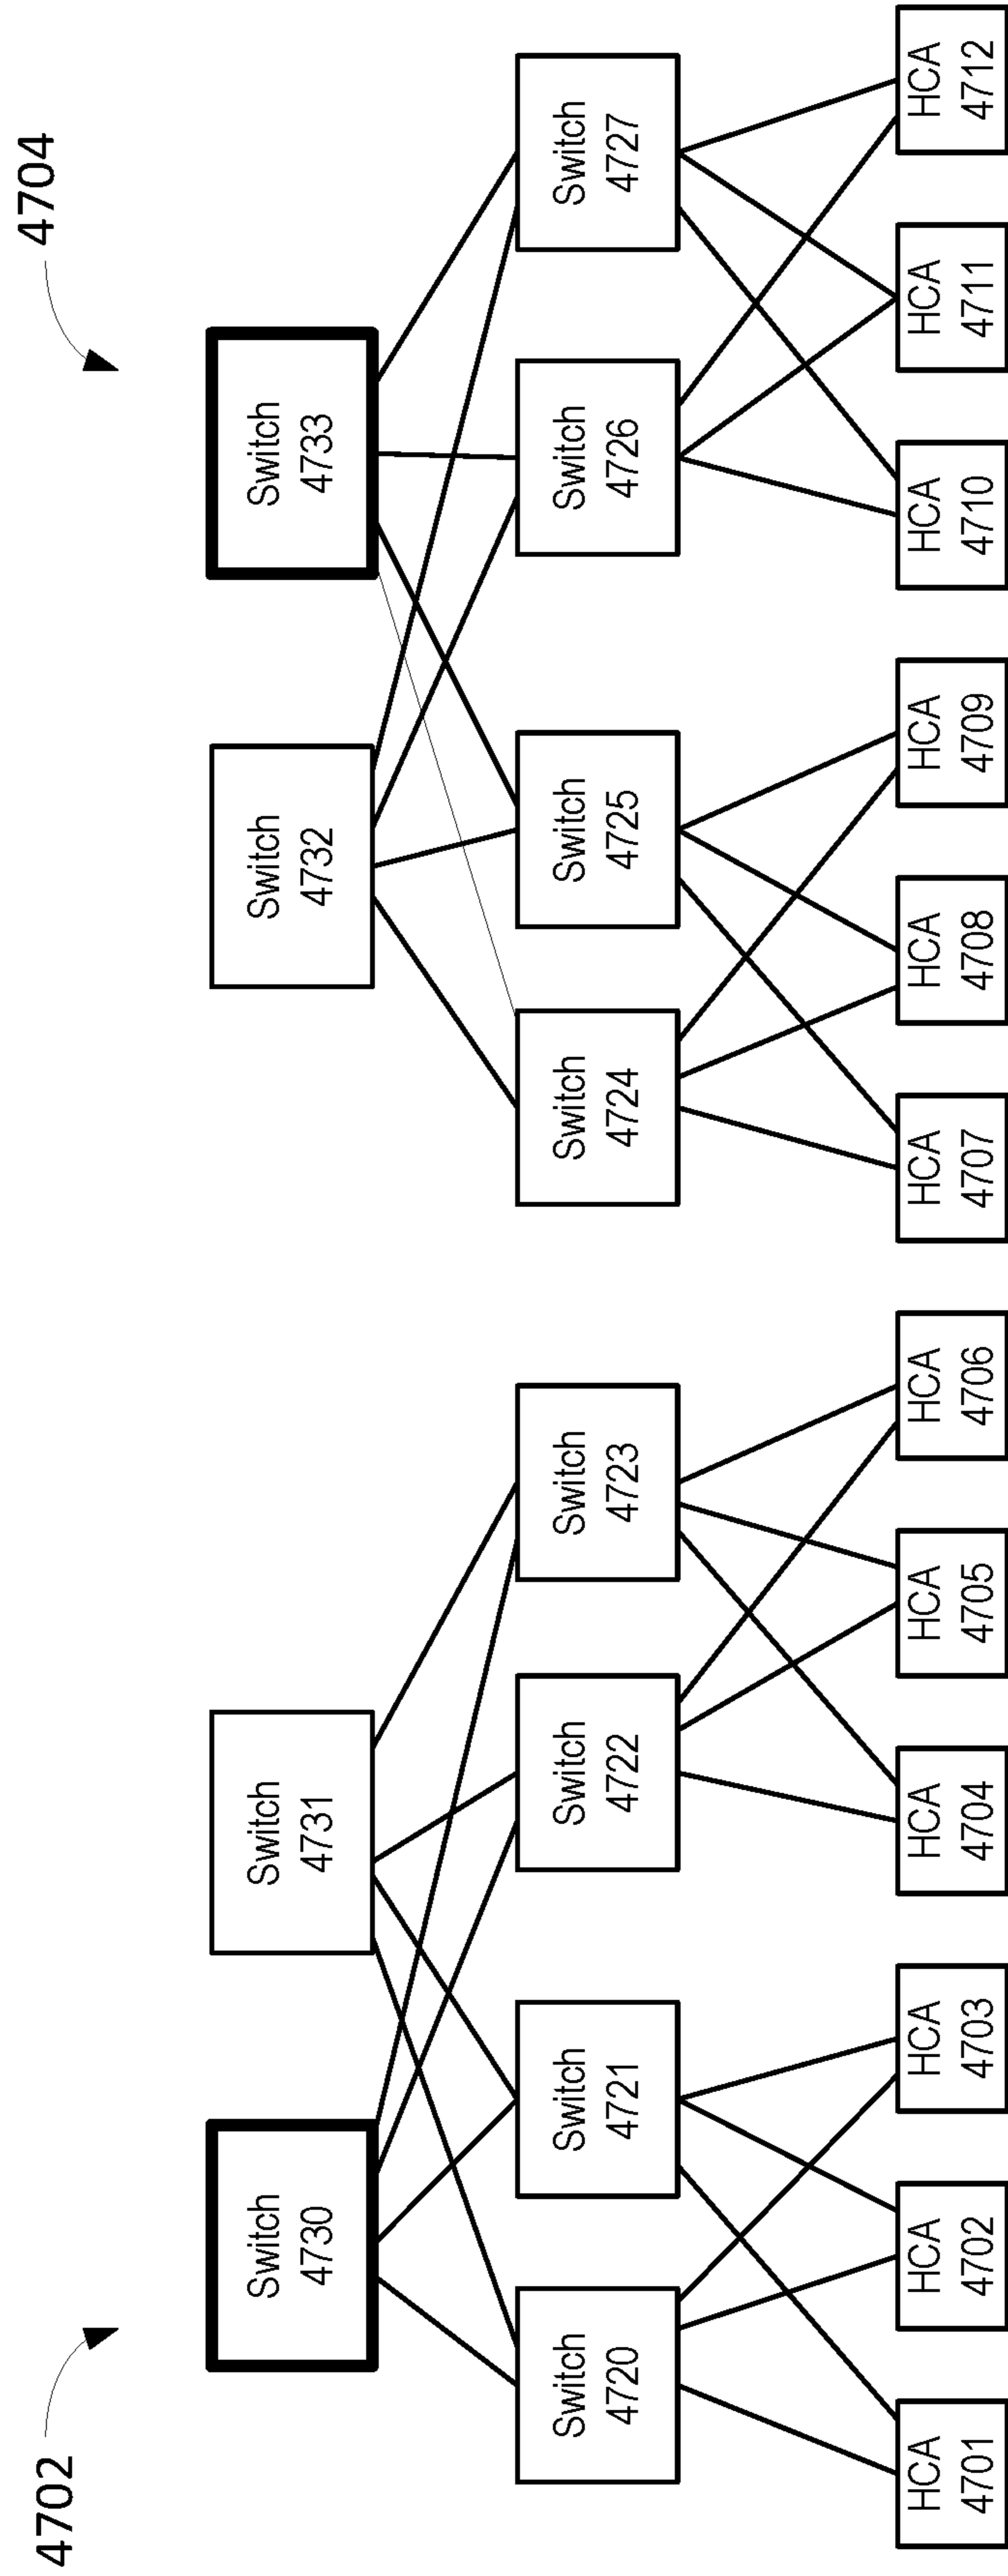 4702
4704
Switch
4730
Switch
4731
Switch
4732
Switch
4733
Switch
4720
Switch
4721
Switch
4722
Switch
4723
Switch
4724
Switch
4725
Switch
4726
Switch
4727
HCA
4701
HCA
4702
HCA
4703
HCA
4704
HCA
4705
HCA
4706
HCA
4707
HCA
4708
HCA
4709
HCA
4710
HCA
4711
HCA
4712